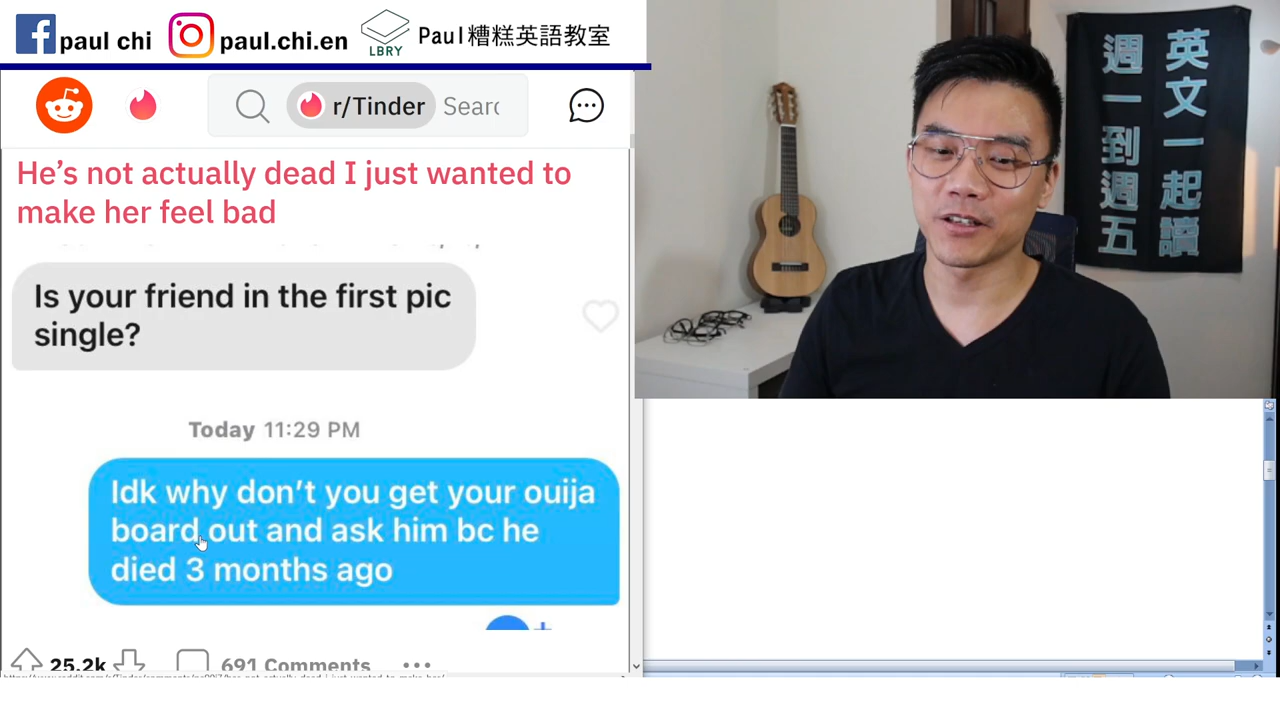 paul chi
paul.chi.en
LBRY
Paul糟糕英語教室
r/Tinder
Searc
He's not actually dead I just wanted to
make her feel bad
Is your friend in the first pic
single?
Today 11:29 PM
Idk why don't you get your ouija
board out and ask him bc he
died 3 months ago
25.2k
691 Comments
英文一起讀
週一到週五